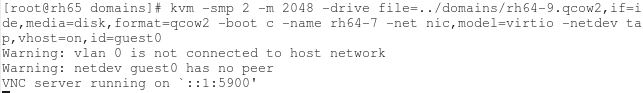 [root@rh65 domains]# kvm -smp 2 -m 2048 -drive file=../domains/rh64-9.qcow2,if=i
de,media=disk,format=qcow2 -boot c -name rh64-7 -net nic,model=virtio -netdev ta
p,vhost=on,id=guest0
Warning: vlan 0 is not connected to host network
Warning: netdev guest0 has no peer
VNC server running on `::1:5900'